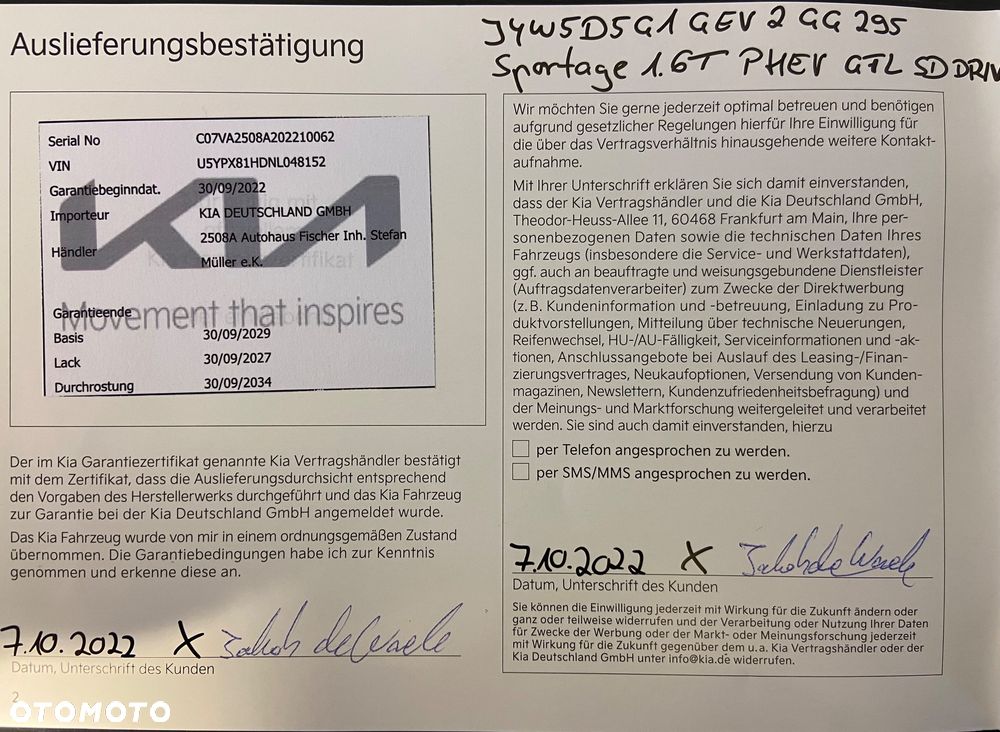 Auslieferungsbestätigung
J4W5D5G1 GEV 2 GG 295
Sportage 1.6T PHEV GTL SD DRIV
Serial No C07VA2508A202210062
VIN U5YPX81HDNL048152
Garantiebeginndat. 30/09/2022
Importeur KIA DEUTSCHLAND GMBH
Händler 2508A Autohaus Fischer Inh. Stefan
Müller e.K.
KIA
Movement that inspires
Garantieende
Basis 30/09/2029
Lack 30/09/2027
Durchrostung 30/09/2034
Der im Kia Garantiezertifikat genannte Kia Vertragshändler bestätigt
mit dem Zertifikat, dass die Auslieferungsdurchsicht entsprechend
den Vorgaben des Herstellerwerks durchgeführt und das Kia Fahrzeug
zur Garantie bei der Kia Deutschland GmbH angemeldet wurde.
Das Kia Fahrzeug wurde von mir in einem ordnungsgemäßen Zustand
übernommen. Die Garantiebedingungen habe ich zur Kenntnis
genommen und erkenne diese an.
7.10.2022 X Jakob de Waele
Datum, Unterschrift des Kunden
2
Wir möchten Sie gerne jederzeit optimal betreuen und benötigen
aufgrund gesetzlicher Regelungen hierfür Ihre Einwilligung für
die über das Vertragsverhältnis hinausgehende weitere Kontakt-
aufnahme.
Mit Ihrer Unterschrift erklären Sie sich damit einverstanden,
dass der Kia Vertragshändler und die Kia Deutschland GmbH,
Theodor-Heuss-Allee 11, 60468 Frankfurt am Main, Ihre per-
sonenbezogenen Daten sowie die technischen Daten Ihres
Fahrzeugs (insbesondere die Service- und Werkstattdaten),
ggf. auch an beauftragte und weisungsgebundene Dienstleister
(Auftragsdatenverarbeiter) zum Zwecke der Direktwerbung
(z.B. Kundeninformation und -betreuung, Einladung zu Pro-
duktvorstellungen, Mitteilung über technische Neuerungen,
Reifenwechsel, HU-/AU-Fälligkeit, Serviceinformationen und -ak-
tionen, Anschlussangebote bei Auslauf des Leasing-/Finan-
zierungsvertrages, Neukaufoptionen, Versendung von Kunden-
magazinen, Newslettern, Kundenzufriedenheitsbefragung) und
der Meinungs- und Marktforschung weitergeleitet und verarbeitet
werden. Sie sind auch damit einverstanden, hierzu
per Telefon angesprochen zu werden.
per SMS/MMS angesprochen zu werden.
7.10.2022 X Jakob de Waele
Datum, Unterschrift des Kunden
Sie können die Einwilligung jederzeit mit Wirkung für die Zukunft ändern oder
ganz oder teilweise widerrufen und der Verarbeitung oder Nutzung Ihrer Daten
für Zwecke der Werbung oder der Markt- oder Meinungsforschung jederzeit
mit Wirkung für die Zukunft gegenüber dem u.a. Kia Vertragshändler oder der
Kia Deutschland GmbH unter info@kia.de widerrufen.
OTOMOTO